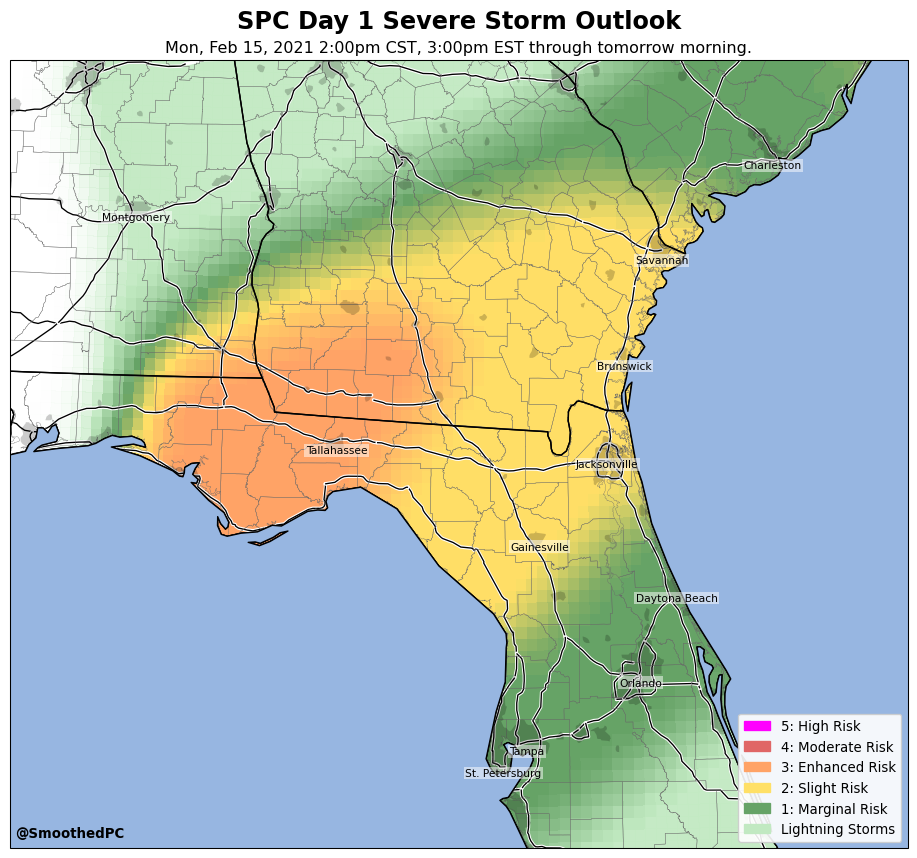 SPC Day 1 Severe Storm Outlook
Mon, Feb 15, 2021 2:00pm CST, 3:00pm EST through tomorrow morning.
Charleston
Montgomery
Savannah
Brunswick
Tallahassee
Jacksonville
Gainesville
Daytona Beach
Orlando
Tampa
St. Petersburg
5: High Risk
4: Moderate Risk
3: Enhanced Risk
2: Slight Risk
1: Marginal Risk
Lightning Storms
@SmoothedPC